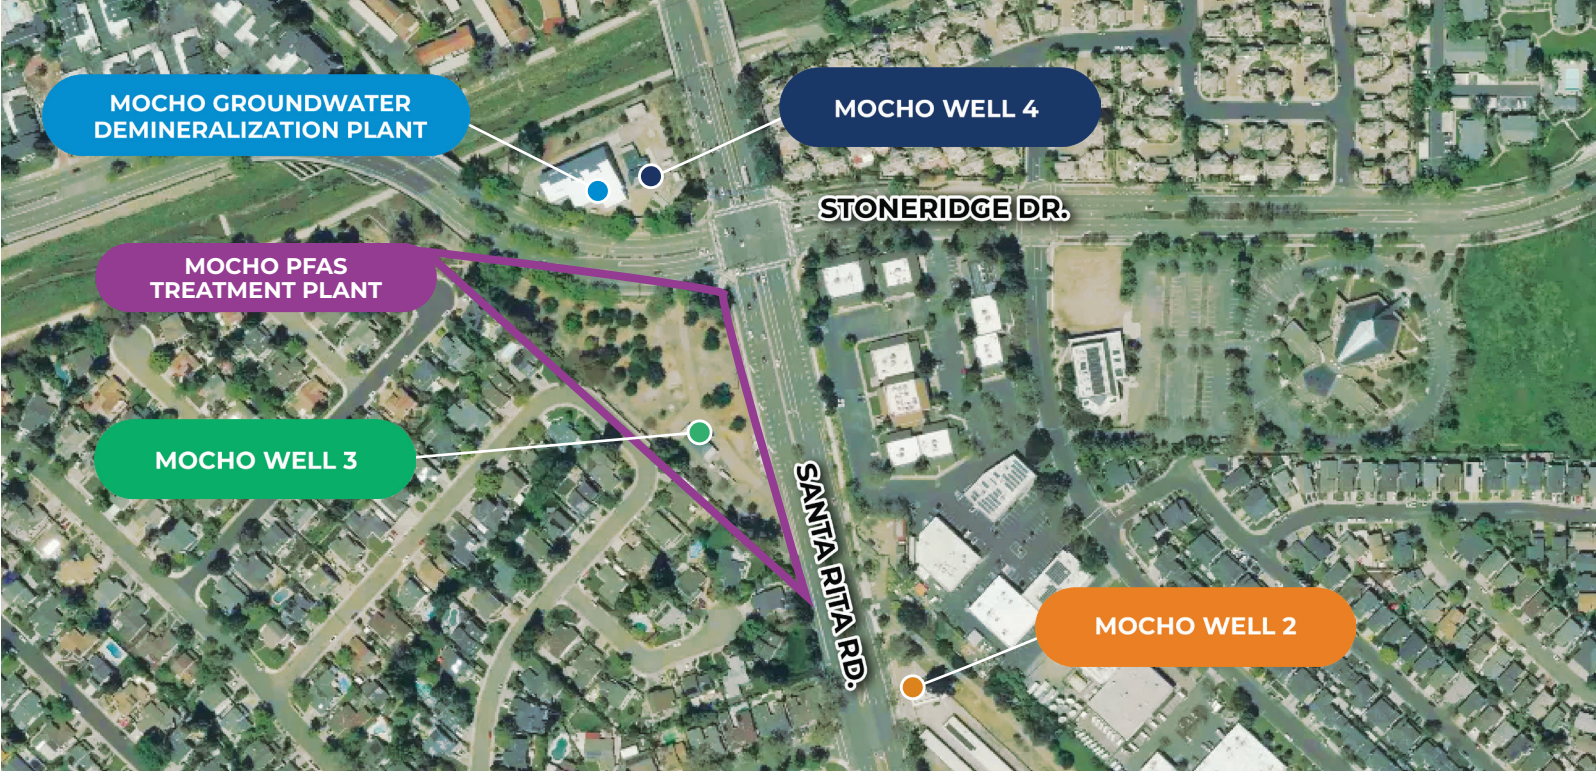 MOCHO GROUNDWATER
DEMINERALIZATION PLANT
MOCHO WELL 4
STONERIDGE DR.
MOCHO PFAS
TREATMENT PLANT
MOCHO WELL 3
SANTA RITA RD.
MOCHO WELL 2